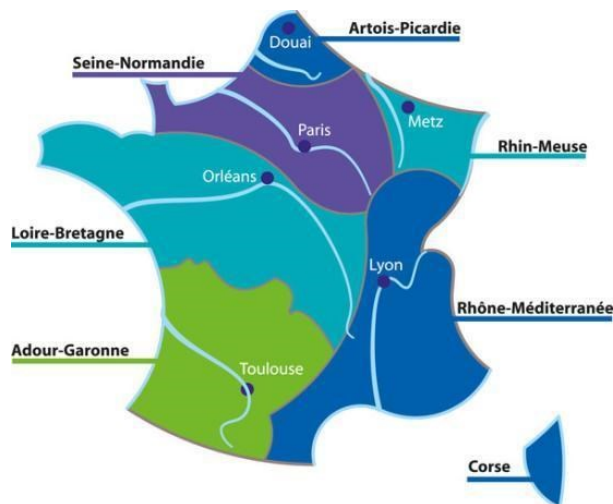 Artois-Picardie
Douai
Seine-Normandie
Metz
Paris
Rhin-Meuse
Orléans
Loire-Bretagne
Lyon
Rhône-Méditerranée
Adour-Garonne
Toulouse
Corse